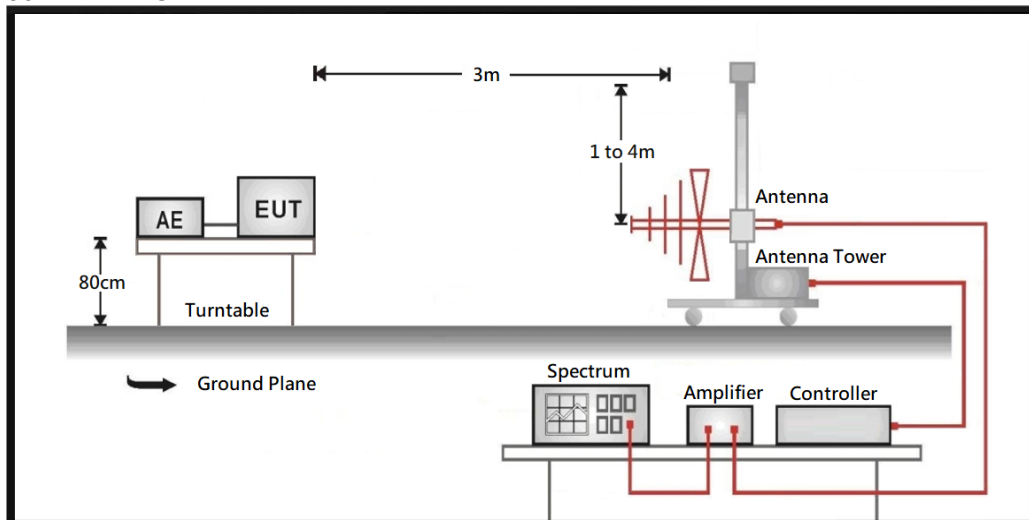 3m
1 to 4m
Antenna
AE
EUT
Antenna Tower
80cm
Turntable
Ground Plane
Spectrum
Amplifier
Controller